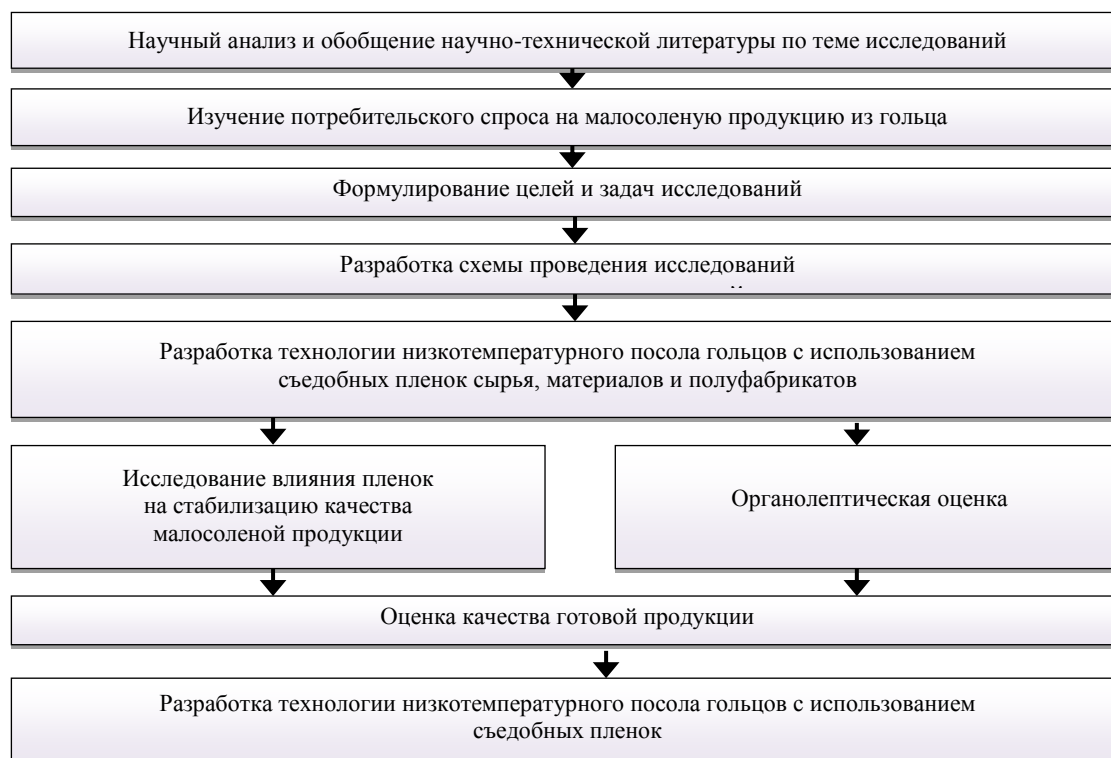 Научный анализ и обобщение научно-технической литературы по теме исследований
Изучение потребительского спроса на малосоленую продукцию из гольца
Формулирование целей и задач исследований
Разработка схемы проведения исследований
Разработка технологии низкотемпературного посола гольцов с использованием
съедобных пленок сырья, материалов и полуфабрикатов
Исследование влияния пленок
на стабилизацию качества
малосоленой продукции
Органолептическая оценка
Оценка качества готовой продукции
Разработка технологии низкотемпературного посола гольцов с использованием
съедобных пленок